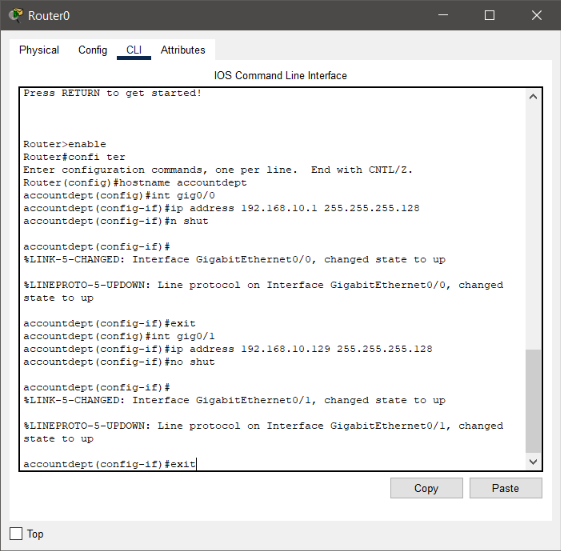 Router0
Physical Config CLI Attributes
IOS Command Line Interface
Press RETURN to get started!
Router>enable
Router#confi ter
Enter configuration commands, one per line.  End with CNTL/Z.
Router(config)#hostname accountdept
accountdept(config)#int gig0/0
accountdept(config-if)#ip address 192.168.10.1 255.255.255.128
accountdept(config-if)#n shut
accountdept(config-if)#
%LINK-5-CHANGED: Interface GigabitEthernet0/0, changed state to up
%LINEPROTO-5-UPDOWN: Line protocol on Interface GigabitEthernet0/0, changed
state to up
accountdept(config-if)#exit
accountdept(config)#int gig0/1
accountdept(config-if)#ip address 192.168.10.129 255.255.255.128
accountdept(config-if)#no shut
accountdept(config-if)#
%LINK-5-CHANGED: Interface GigabitEthernet0/1, changed state to up
%LINEPROTO-5-UPDOWN: Line protocol on Interface GigabitEthernet0/1, changed
state to up
accountdept(config-if)#exit
Copy Paste
Top